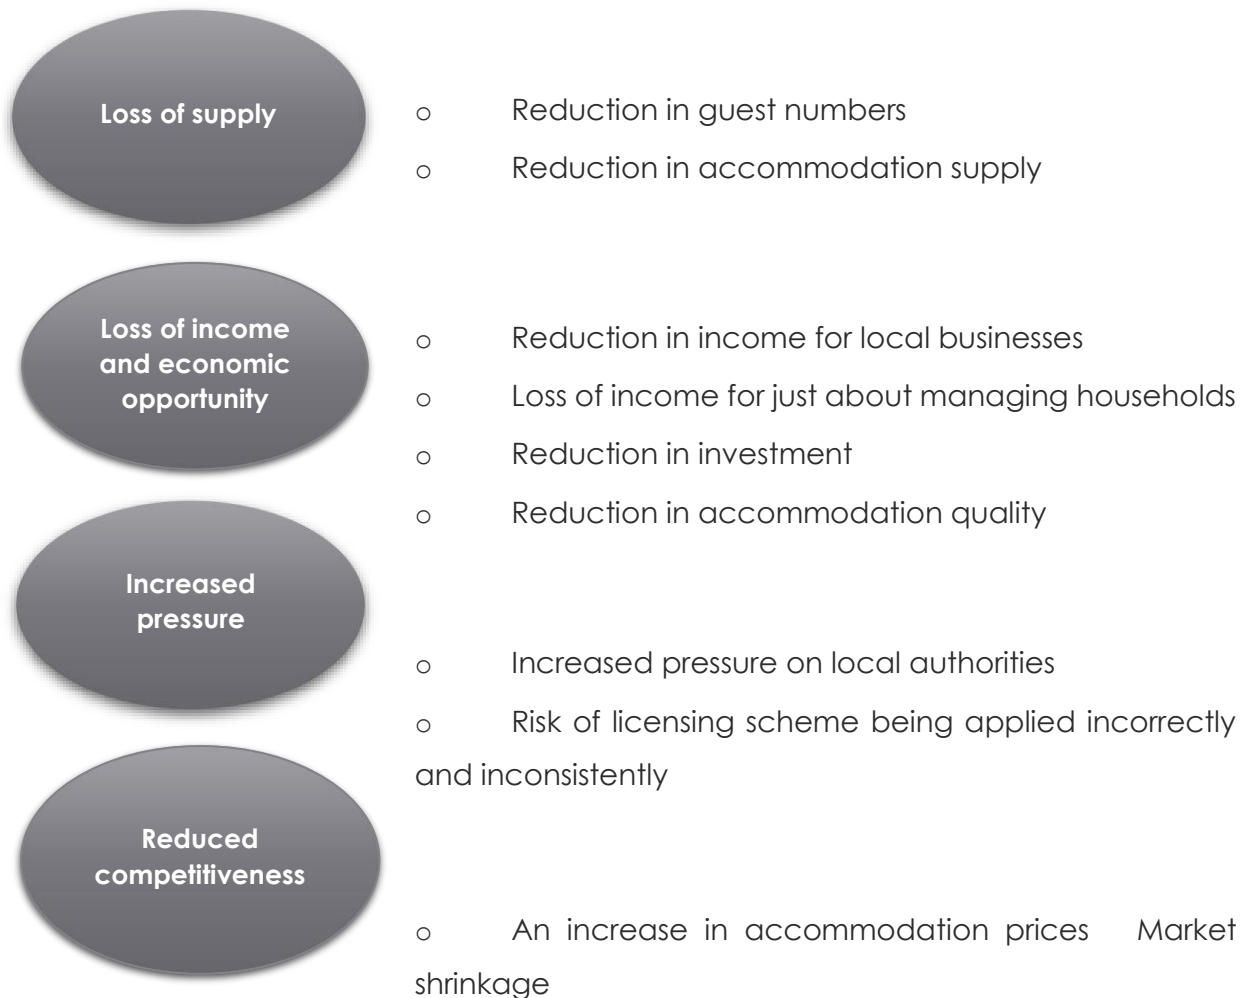 Loss of supply
o Reduction in guest numbers
o Reduction in accommodation supply
Loss of income
and economic
opportunity
o Reduction in income for local businesses
o Loss of income for just about managing households
o Reduction in investment
o Reduction in accommodation quality
Increased
pressure
o Increased pressure on local authorities
o Risk of licensing scheme being applied incorrectly
and inconsistently
Reduced
competitiveness
o An increase in accommodation prices Market
shrinkage